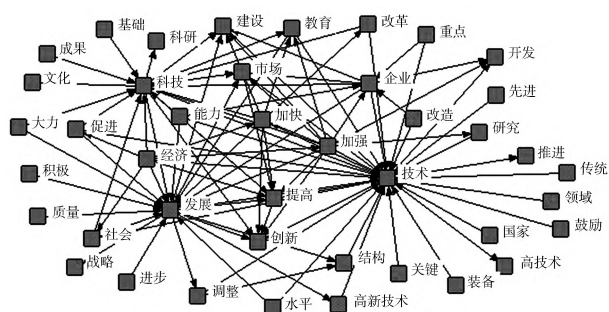 基础
建设
教育
改革
重点
科研
成果
开发
文化
科技
市场
企业
先进
大力
促进
能力
加快
改造
研究
加强
经济
推进
传统
积极
技术
提高
领域
质量
发展
社会
创新
国家
鼓励
战略
结构
关键
高技术
进步
调整
水平
高新技术
装备